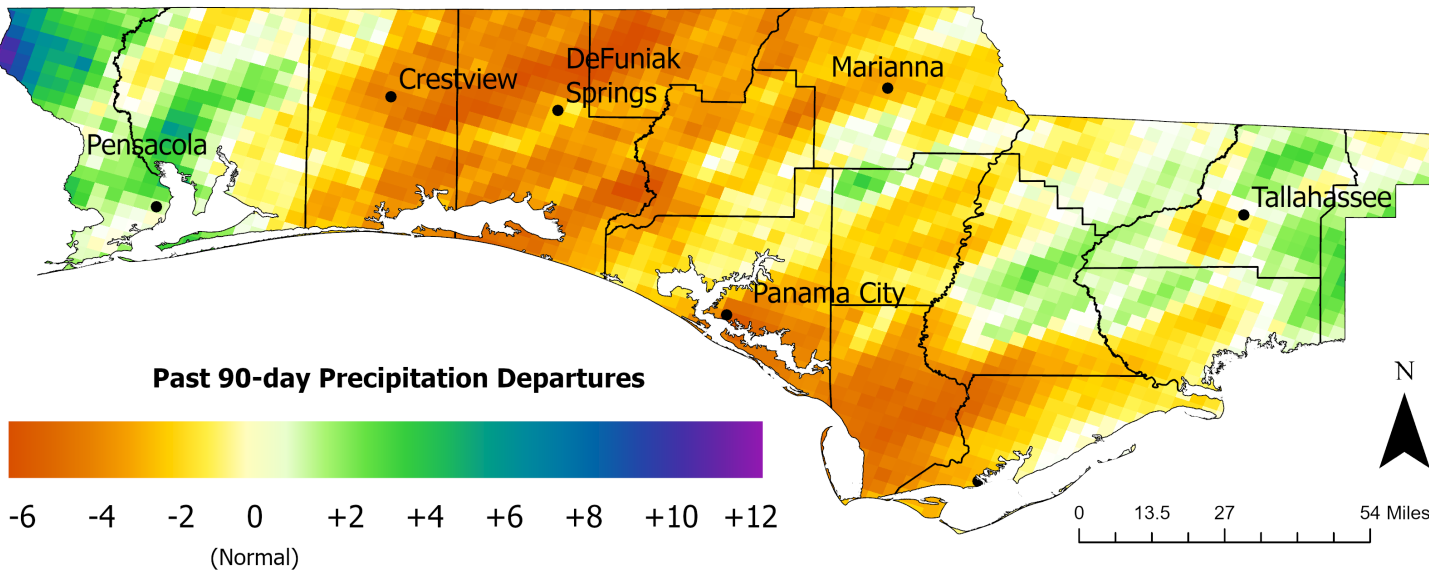 DeFuniak
Springs
Crestview
Marianna
Pensacola
Tallahassee
Panama City
Past 90-day Precipitation Departures
-6 -4 -2 0 +2 +4 +6 +8 +10 +12
(Normal)
N
0 13.5 27 54 Miles